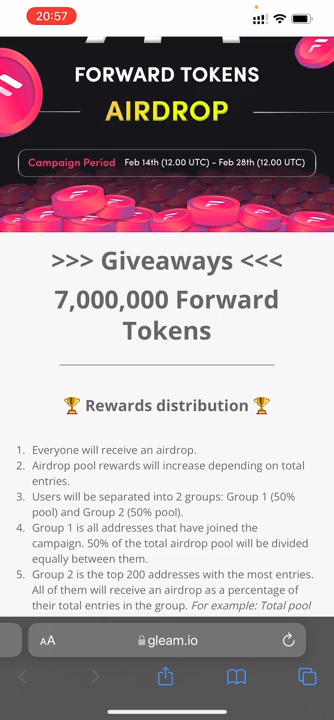 20:57
FORWARD TOKENS
AIRDROP
Campaign Period Feb 14th (12.00 UTC) - Feb 28th (12.00 UTC)
>>> Giveaways <<<
7,000,000 Forward
Tokens
🏆 Rewards distribution 🏆
1. Everyone will receive an airdrop.
2. Airdrop pool rewards will increase depending on total
entries.
3. Users will be separated into 2 groups: Group 1 (50%
pool) and Group 2 (50% pool).
4. Group 1 is all addresses that have joined the
campaign. 50% of the total airdrop pool will be divided
equally between them.
5. Group 2 is the top 200 addresses with the most entries.
All of them will receive an airdrop as a percentage of
their total entries in the group. For example: Total pool
AA
gleam.io